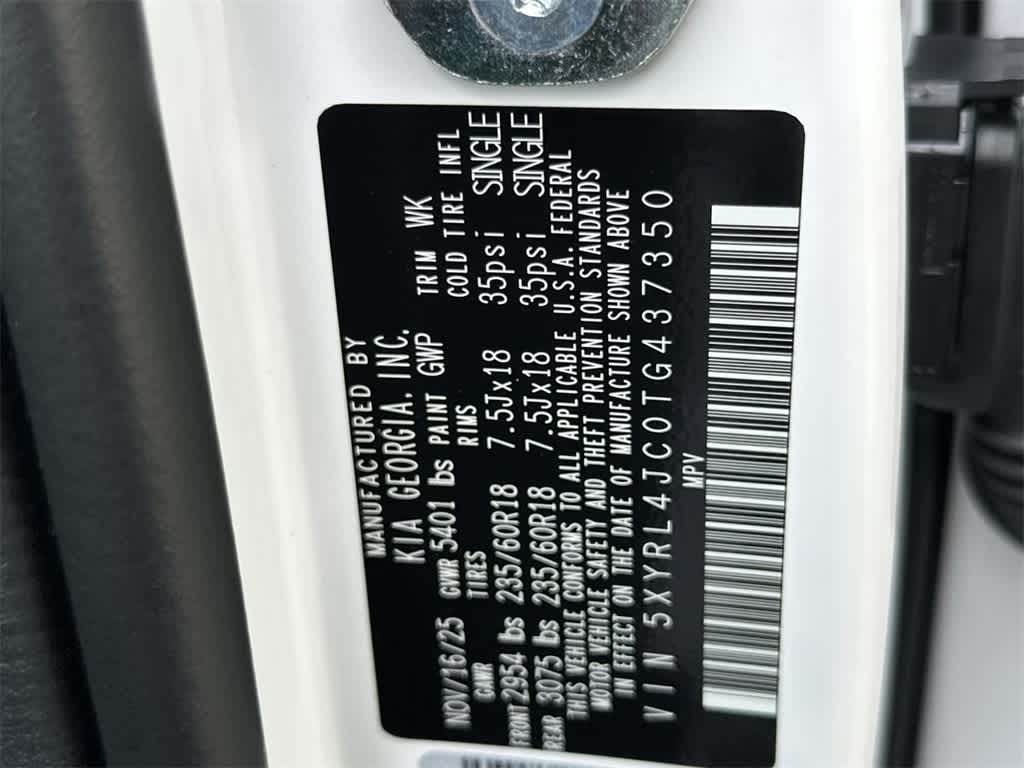 MANUFACTURED BY
KIA GEORGIA, INC.
NOV/16/25 GVWR 5401 lbs PAINT GWP TRIM WK
GAWR TIRES RIMS COLD TIRE INFL
FRONT 2954 lbs 235/60R18 7.5Jx18 35psi SINGLE
REAR 3075 lbs 235/60R18 7.5Jx18 35psi SINGLE
THIS VEHICLE CONFORMS TO ALL APPLICABLE U.S.A. FEDERAL
MOTOR VEHICLE SAFETY AND THEFT PREVENTION STANDARDS
IN EFFECT ON THE DATE OF MANUFACTURE SHOWN ABOVE
VIN 5XYRL4JC0TG437350
MPV